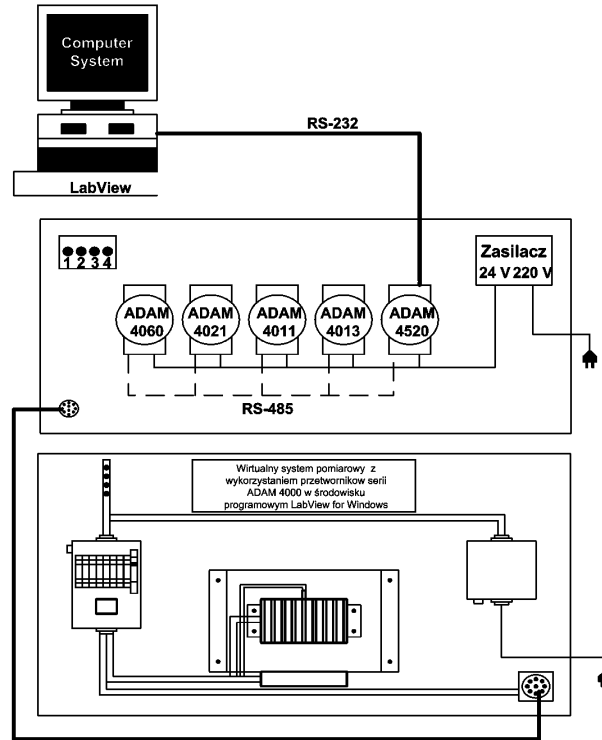 Computer
System
RS-232
LabView
1 2 3 4
Zasilacz
24 V 220 V
ADAM
4060
ADAM
4021
ADAM
4011
ADAM
4013
ADAM
4520
RS-485
Wirtualny system pomiarowy z
wykorzystaniem przetwornikow serii
ADAM 4000 w środowisku
programowym LabView for Windows